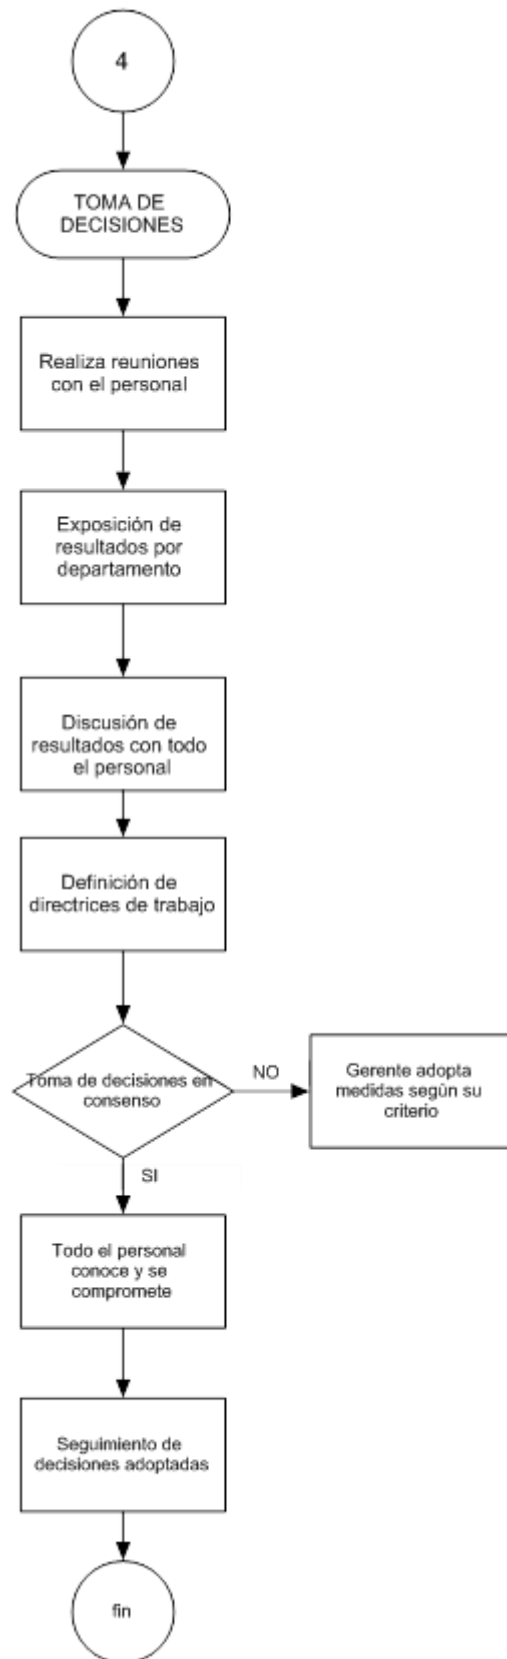 4
TOMA DE
DECISIONES
Realiza reuniones
con el personal
Exposición de
resultados por
departamento
Discusión de
resultados con todo
el personal
Definición de
directrices de trabajo
Toma de decisiones en
consenso
NO
Gerente adopta
medidas según su
criterio
SI
Todo el personal
conoce y se
compromete
Seguimiento de
decisiones adoptadas
fin